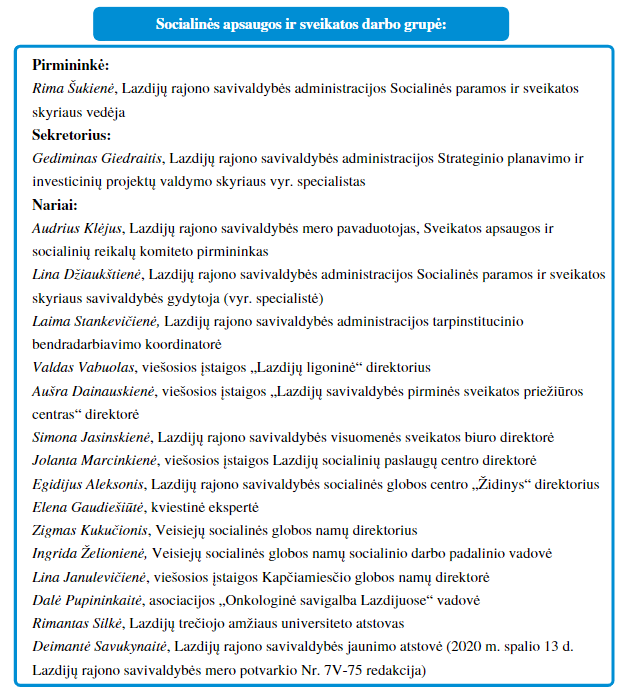 Socialinės apsaugos ir sveikatos darbo grupė:
Pirmininkė:
Rima Šukienė, Lazdijų rajono savivaldybės administracijos Socialinės paramos ir sveikatos
skyriaus vedėja
Sekretorius:
Gediminas Giedraitis, Lazdijų rajono savivaldybės administracijos Strateginio planavimo ir
investicinių projektų valdymo skyriaus vyr. specialistas
Nariai:
Audrius Klėjus, Lazdijų rajono savivaldybės mero pavaduotojas, Sveikatos apsaugos ir
socialinių reikalų komiteto pirmininkas
Lina Džiaukštienė, Lazdijų rajono savivaldybės administracijos Socialinės paramos ir sveikatos
skyriaus savivaldybės gydytoja (vyr. specialistė)
Laima Stankevičienė, Lazdijų rajono savivaldybės administracijos tarpinstitucinio
bendradarbiavimo koordinatorė
Valdas Vabuolas, viešosios įstaigos „Lazdijų ligoninė“ direktorius
Aušra Dainauskienė, viešosios įstaigos „Lazdijų savivaldybės pirminės sveikatos priežiūros
centras“ direktorė
Simona Jasinskienė, Lazdijų rajono savivaldybės visuomenės sveikatos biuro direktorė
Jolanta Marcinkienė, viešosios įstaigos Lazdijų socialinių paslaugų centro direktorė
Egidijus Aleksonis, Lazdijų rajono savivaldybės socialinės globos centro „Židinys“ direktorius
Elena Gaudiešiūtė, kviestinė ekspertė
Zigmas Kukučionis, Veisiejų socialinės globos namų direktorius
Ingrida Želionienė, Veisiejų socialinės globos namų socialinio darbo padalinio vadovė
Lina Janulevičienė, viešosios įstaigos Kapčiamiesčio globos namų direktorė
Dalė Pupininkaitė, asociacijos „Onkologinė savigalba Lazdijuose“ vadovė
Rimantas Silkė, Lazdijų trečiojo amžiaus universiteto atstovas
Deimantė Savukynaitė, Lazdijų rajono savivaldybės jaunimo atstovė (2020 m. spalio 13 d.
Lazdijų rajono savivaldybės mero potvarkio Nr. 7V-75 redakcija)